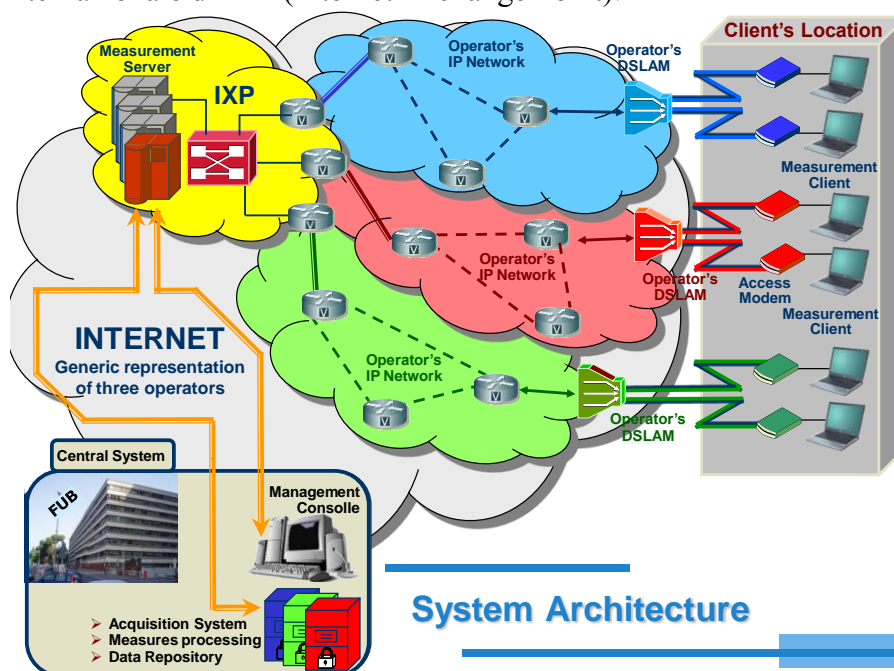 Measurement
Server
IXP
Operator's
IP Network
Operator's
DSLAM
Client's Location
Measurement
Client
Operator's
IP Network
Operator's
DSLAM
Access
Modem
Measurement
Client
INTERNET
Generic representation
of three operators
Operator's
IP Network
Operator's
DSLAM
Central System
FUB
Management
Consolle
Acquisition System
Measures processing
Data Repository
System Architecture
V
V
V
V
V
V
V
V
V
V
V
V